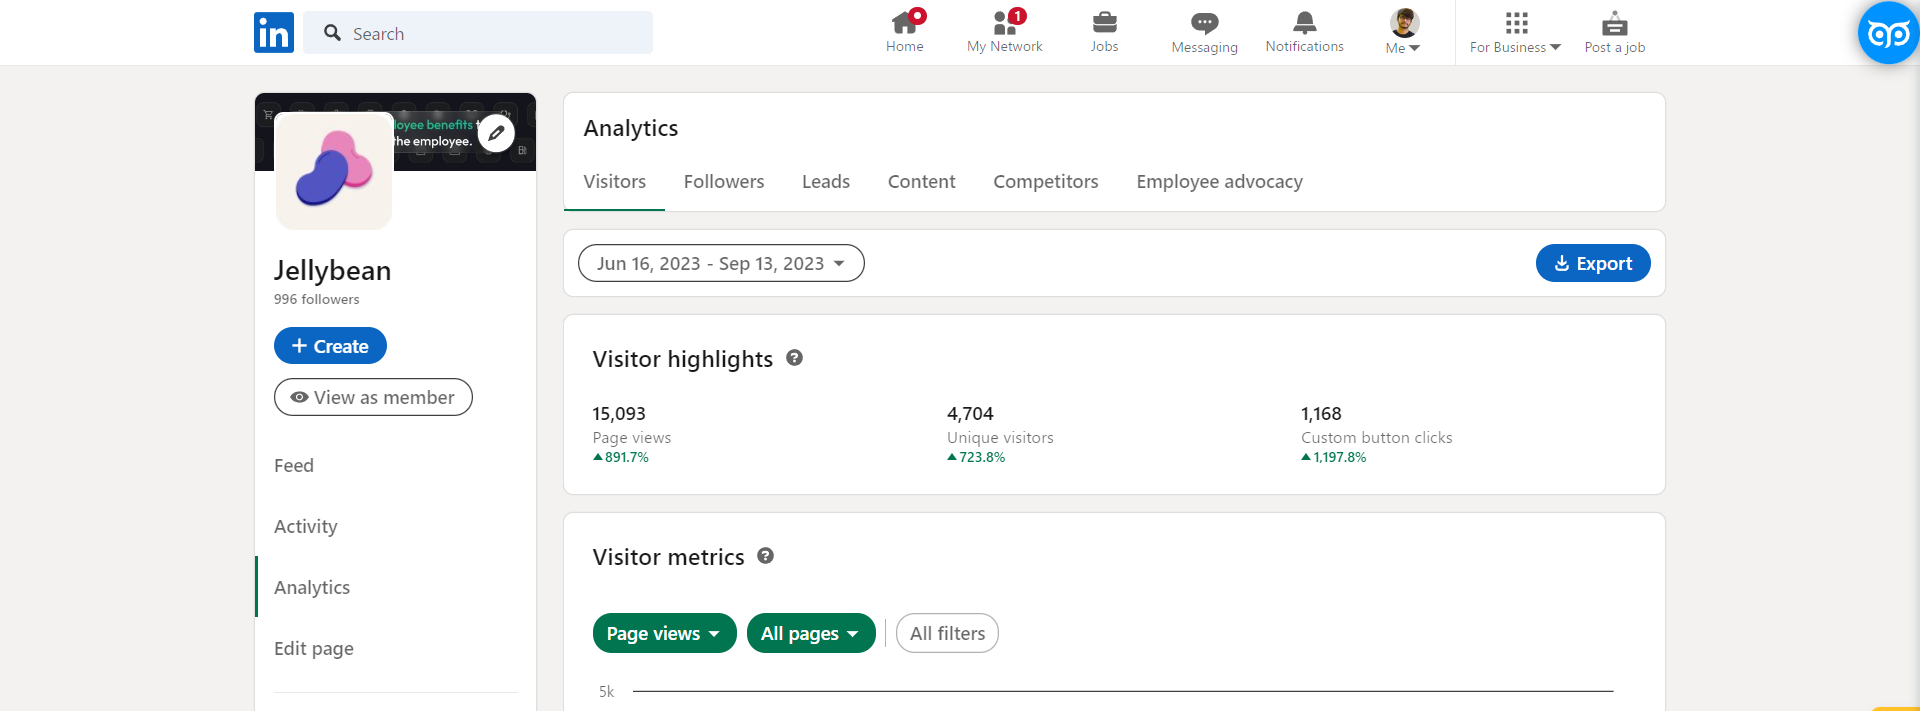 in
Search
Home
1
My Network
Jobs
Messaging
Notifications
Me
For Business
Post a job
employee benefits
the employee.
Jellybean
996 followers
+ Create
View as member
Feed
Activity
Analytics
Edit page
Analytics
Visitors Followers Leads Content Competitors Employee advocacy
Jun 16, 2023 - Sep 13, 2023
Export
Visitor highlights ?
15,093
Page views
891.7%
4,704
Unique visitors
723.8%
1,168
Custom button clicks
1,197.8%
Visitor metrics ?
Page views All pages All filters
5k